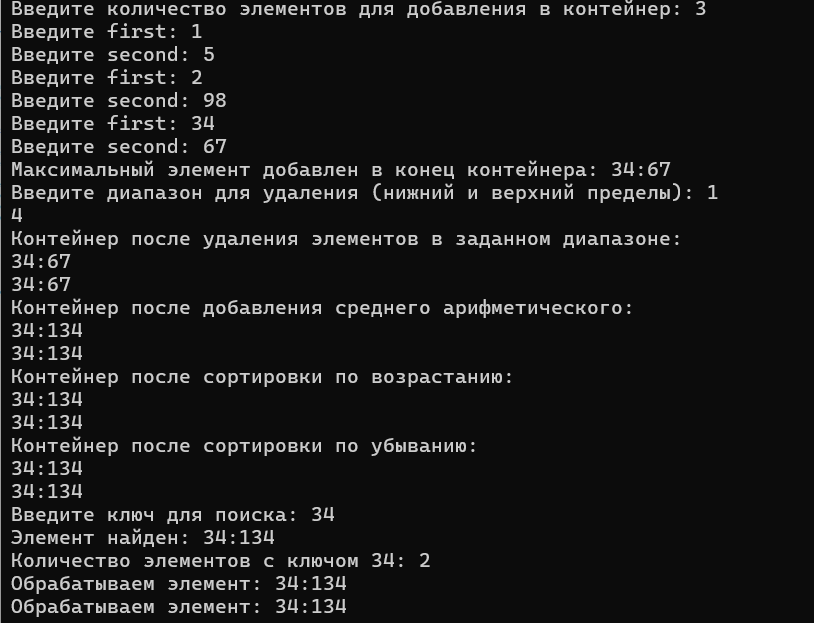 Введите количество элементов для добавления в контейнер: 3
Введите first: 1
Введите second: 5
Введите first: 2
Введите second: 98
Введите first: 34
Введите second: 67
Максимальный элемент добавлен в конец контейнера: 34:67
Введите диапазон для удаления (нижний и верхний пределы): 1
4
Контейнер после удаления элементов в заданном диапазоне:
34:67
34:67
Контейнер после добавления среднего арифметического:
34:134
34:134
Контейнер после сортировки по возрастанию:
34:134
34:134
Контейнер после сортировки по убыванию:
34:134
34:134
Введите ключ для поиска: 34
Элемент найден: 34:134
Количество элементов с ключом 34: 2
Обрабатываем элемент: 34:134
Обрабатываем элемент: 34:134